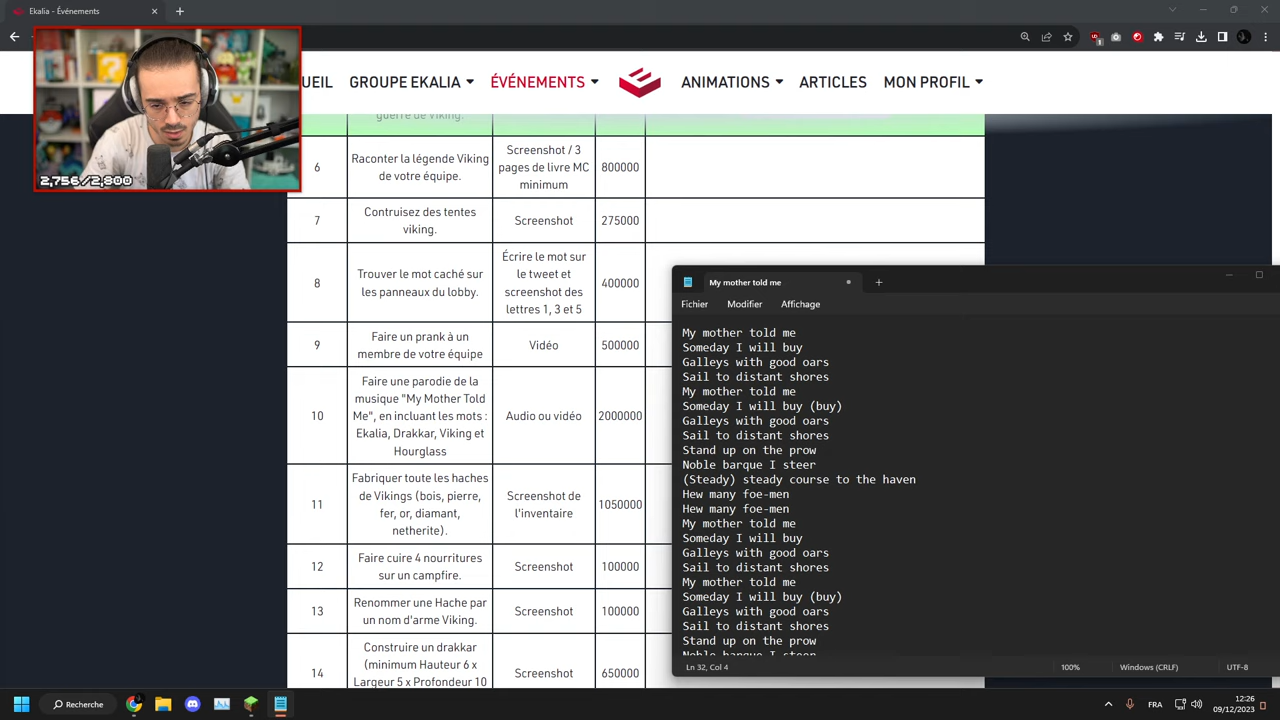 Ekalia - Événements
UEIL
GROUPE EKALIA
ÉVÉNEMENTS
ANIMATIONS
ARTICLES
MON PROFIL
2,756/2,800
guerre de Viking.
6
Raconter la légende Viking
de votre équipe.
Screenshot / 3
pages de livre MC
minimum
800000
7
Contruisez des tentes
viking.
Screenshot
275000
8
Trouver le mot caché sur
les panneaux du lobby.
Écrire le mot sur
le tweet et
screenshot des
lettres 1, 3 et 5
400000
9
Faire un prank à un
membre de votre équipe
Vidéo
500000
10
Faire une parodie de la
musique "My Mother Told
Me", en incluant les mots :
Ekalia, Drakkar, Viking et
Hourglass
Audio ou vidéo
2000000
11
Fabriquer toute les haches
de Vikings (bois, pierre,
fer, or, diamant,
netherite).
Screenshot de
l'inventaire
1050000
12
Faire cuire 4 nourritures
sur un campfire.
Screenshot
100000
13
Renommer une Hache par
un nom d'arme Viking.
Screenshot
100000
14
Construire un drakkar
(minimum Hauteur 6 x
Largeur 5 x Profondeur 10
Screenshot
650000
My mother told me
Fichier
Modifier
Affichage
My mother told me
Someday I will buy
Galleys with good oars
Sail to distant shores
My mother told me
Someday I will buy (buy)
Galleys with good oars
Sail to distant shores
Stand up on the prow
Noble barque I steer
(Steady) steady course to the haven
Hew many foe-men
Hew many foe-men
My mother told me
Someday I will buy
Galleys with good oars
Sail to distant shores
My mother told me
Someday I will buy (buy)
Galleys with good oars
Sail to distant shores
Stand up on the prow
Noble barque I steer
Ln 32, Col 4
100%
Windows (CRLF)
UTF-8
Recherche
FRA
12:26
09/12/2023